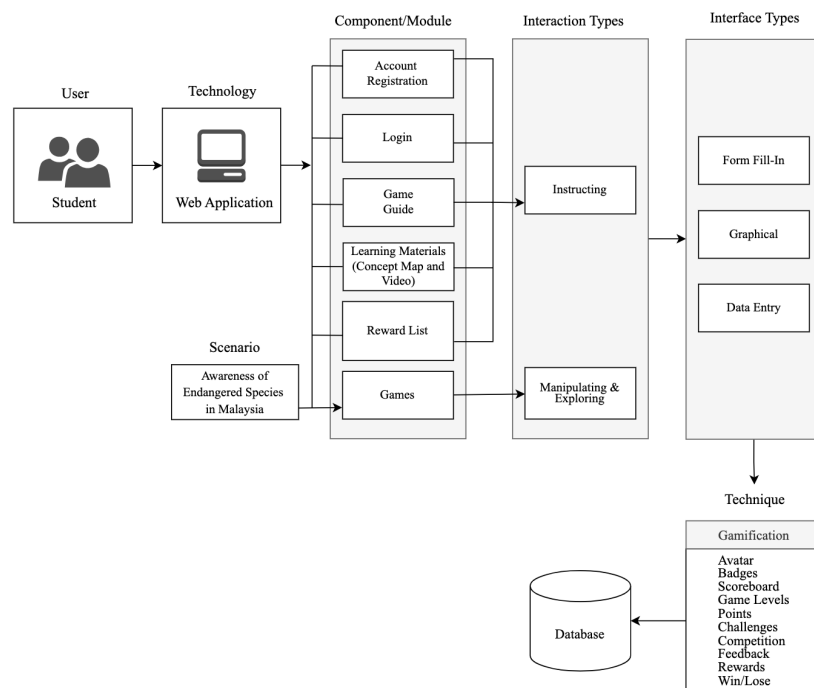 Component/Module
Interaction Types
Interface Types
User
Technology
Student
Web Application
Account
Registration
Login
Game
Guide
Learning Materials
(Concept Map and
Video)
Reward List
Games
Scenario
Awareness of
Endangered Species
in Malaysia
Instructing
Manipulating &
Exploring
Form Fill-In
Graphical
Data Entry
Technique
Gamification
Avatar
Badges
Scoreboard
Game Levels
Points
Challenges
Competition
Feedback
Rewards
Win/Lose
Database